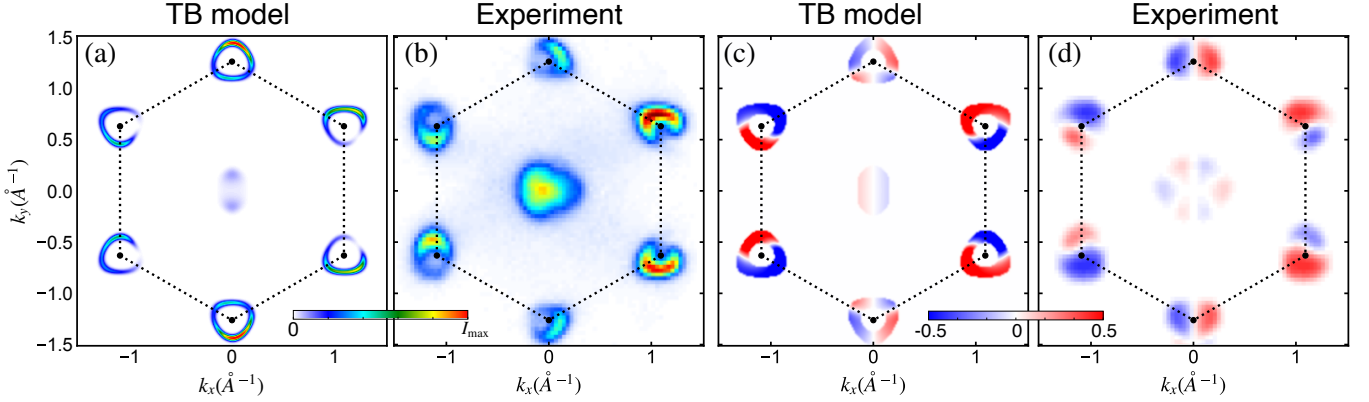 TB model Experiment TB model Experiment
(a) (b) (c) (d)
1.5
1.0
0.5
0.0
−0.5
−1.0
−1.5
k_y(Å⁻¹)
0 I_max
-0.5 0 0.5
−1 0 1 −1 0 1 −1 0 1 −1 0 1
k_x(Å⁻¹) k_x(Å⁻¹) k_x(Å⁻¹) k_x(Å⁻¹)